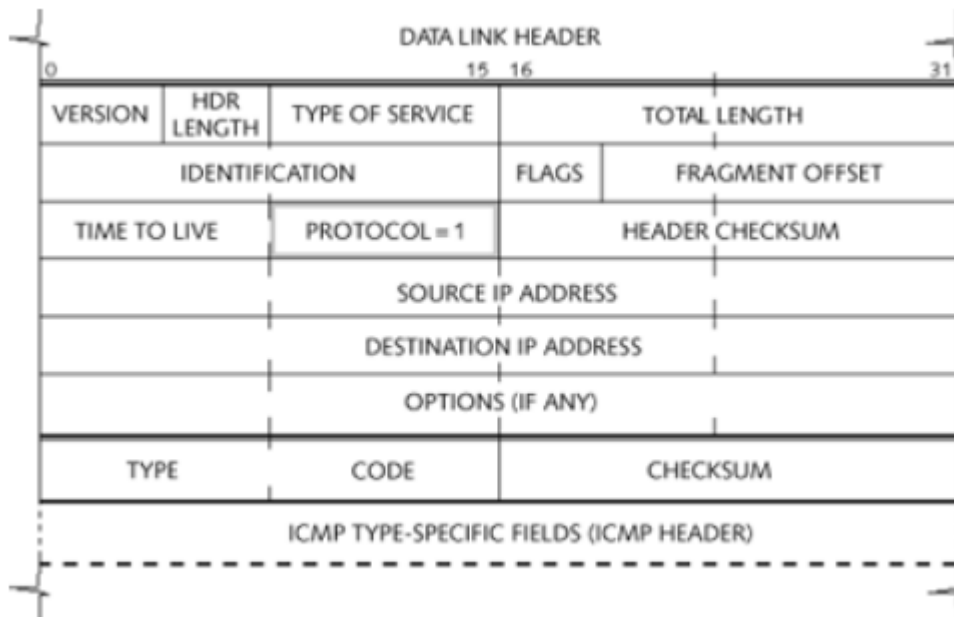 DATA LINK HEADER
0 15 16 31
VERSION HDR LENGTH TYPE OF SERVICE TOTAL LENGTH
IDENTIFICATION FLAGS FRAGMENT OFFSET
TIME TO LIVE PROTOCOL = 1 HEADER CHECKSUM
SOURCE IP ADDRESS
DESTINATION IP ADDRESS
OPTIONS (IF ANY)
TYPE CODE CHECKSUM
ICMP TYPE-SPECIFIC FIELDS (ICMP HEADER)